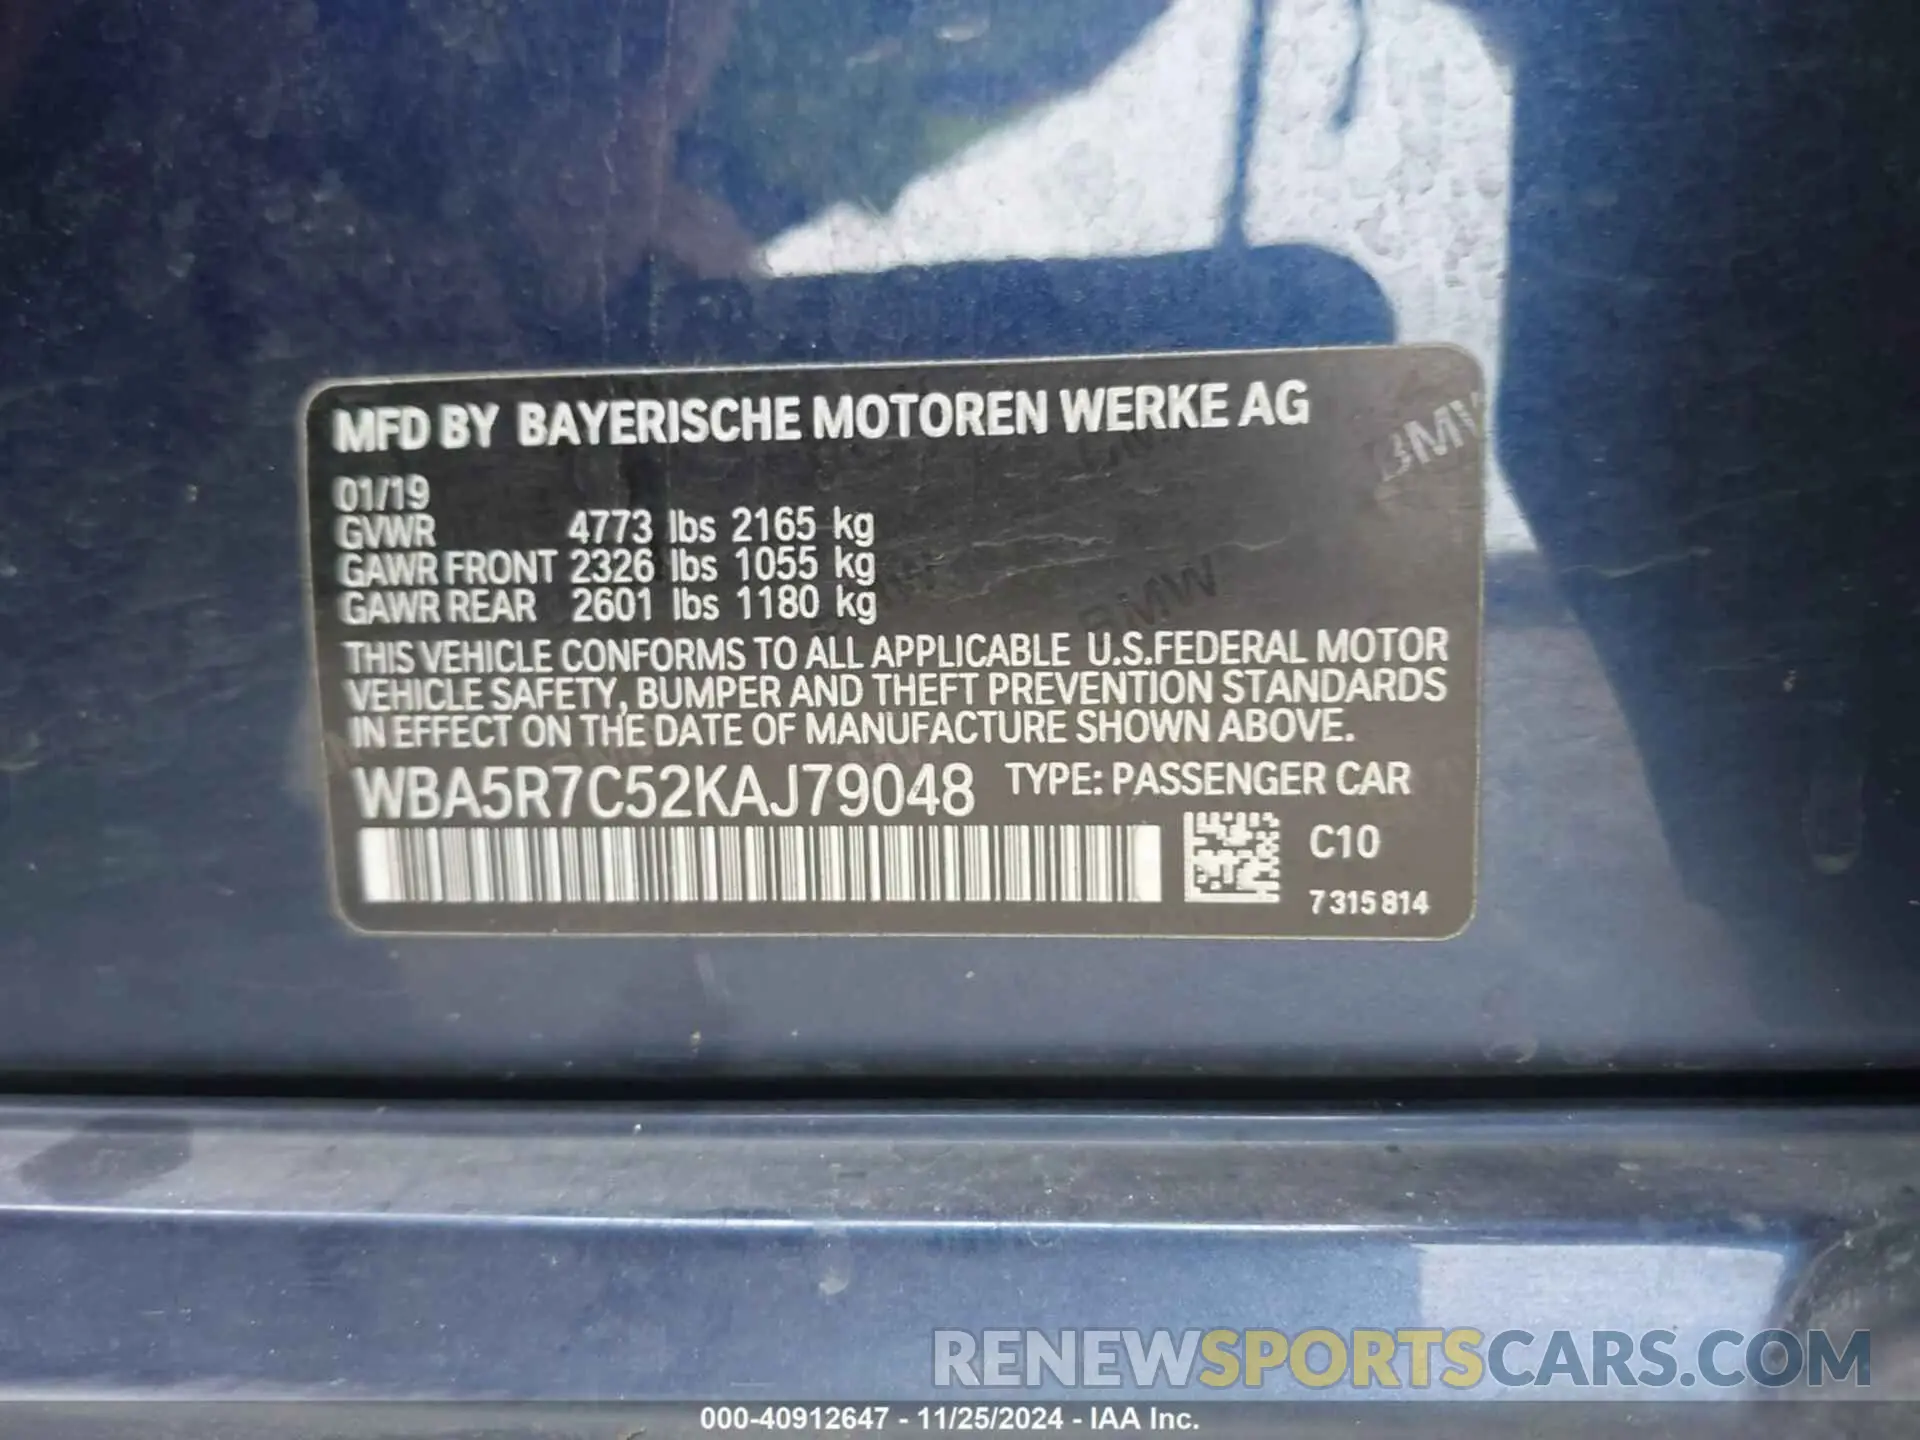 MFD BY BAYERISCHE MOTOREN WERKE AG
BMW
01/19
GVWR 4773 lbs 2165 kg
GAWR FRONT 2326 lbs 1055 kg
GAWR REAR 2601 lbs 1180 kg
BMW
THIS VEHICLE CONFORMS TO ALL APPLICABLE U.S.FEDERAL MOTOR
VEHICLE SAFETY, BUMPER AND THEFT PREVENTION STANDARDS
IN EFFECT ON THE DATE OF MANUFACTURE SHOWN ABOVE.
WBA5R7C52KAJ79048 TYPE: PASSENGER CAR
C10
7315814
RENEWSPORTSCARS.COM
000-40912647 - 11/25/2024 - IAA Inc.